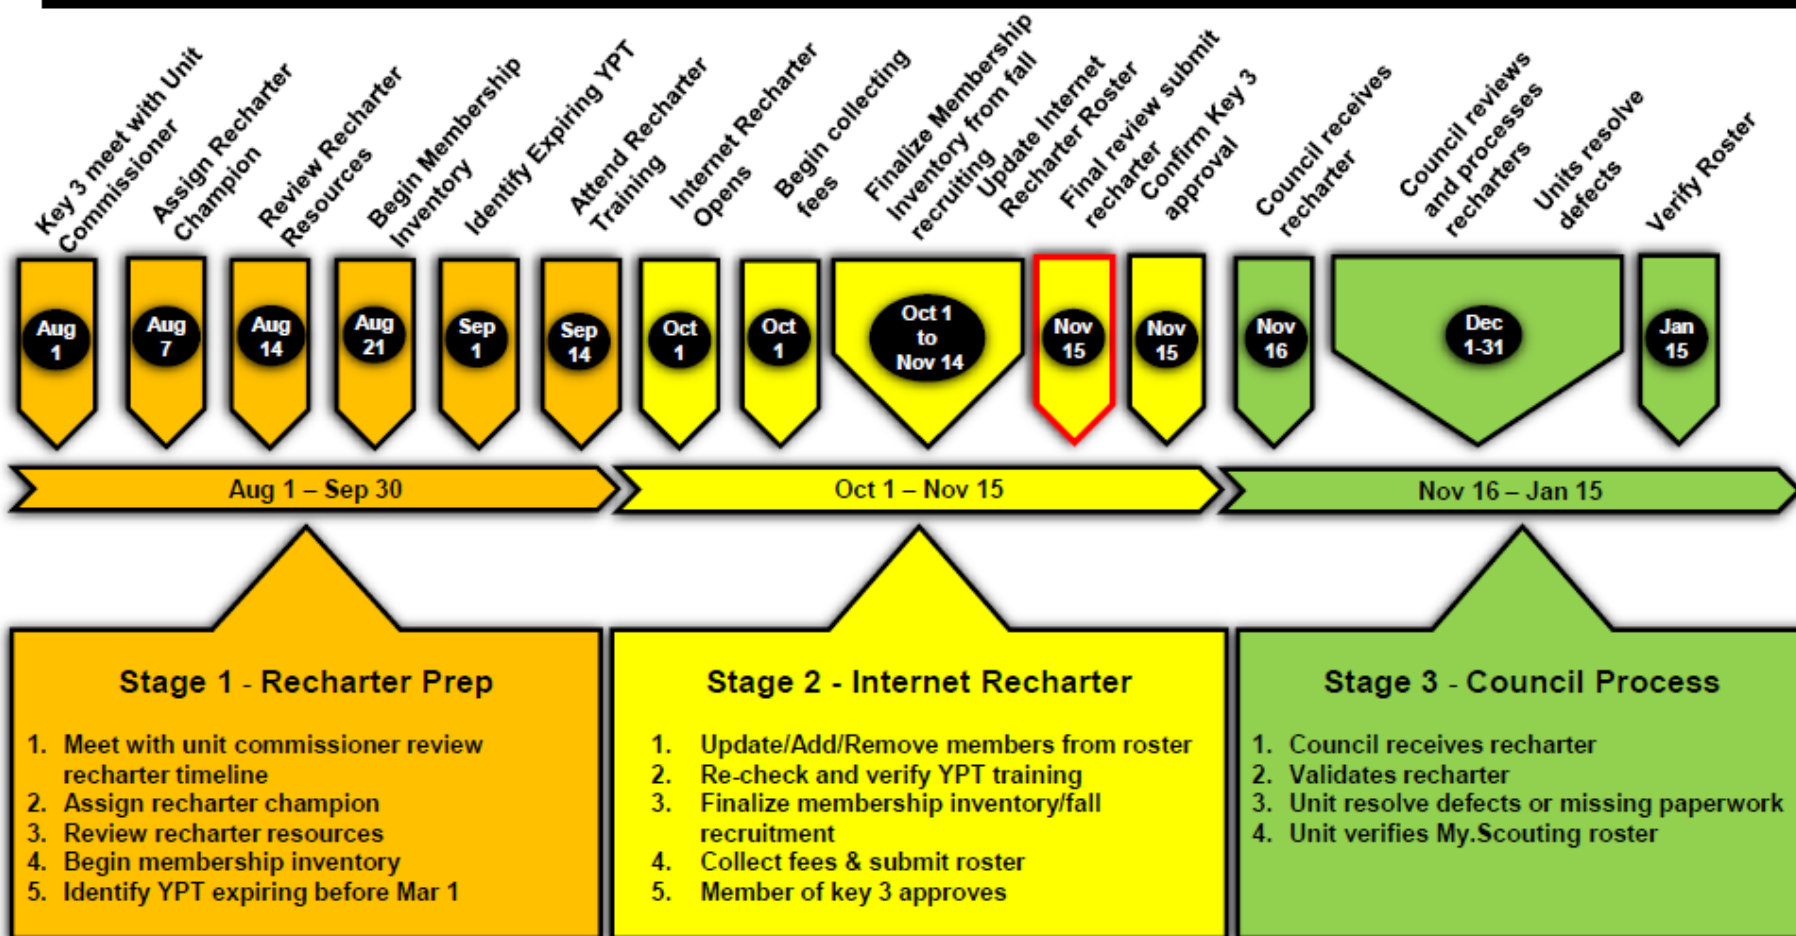 Key 3 meet with Unit
Commissioner
Assign Recharter
Champion
Review Recharter
Resources
Begin Membership
Inventory
Identify Expiring YPT
Attend Recharter
Training
Internet Recharter
Opens
Begin collecting
fees
Finalize Membership
Inventory from fall
recruiting
Update Internet
Recharter Roster
Final review submit
recharter
Confirm Key 3
approval
Council receives
recharter
Council reviews
and processes
recharters
Units resolve
defects
Verify Roster
Aug
1
Aug
7
Aug
14
Aug
21
Sep
1
Sep
14
Oct
1
Oct
1
Oct 1
to
Nov 14
Nov
15
Nov
15
Nov
16
Dec
1-31
Jan
15
Aug 1 – Sep 30
Oct 1 – Nov 15
Nov 16 – Jan 15
Stage 1 - Recharter Prep
1. Meet with unit commissioner review
recharter timeline
2. Assign recharter champion
3. Review recharter resources
4. Begin membership inventory
5. Identify YPT expiring before Mar 1
Stage 2 - Internet Recharter
1. Update/Add/Remove members from roster
2. Re-check and verify YPT training
3. Finalize membership inventory/fall
recruitment
4. Collect fees & submit roster
5. Member of key 3 approves
Stage 3 - Council Process
1. Council receives recharter
2. Validates recharter
3. Unit resolve defects or missing paperwork
4. Unit verifies My.Scouting roster